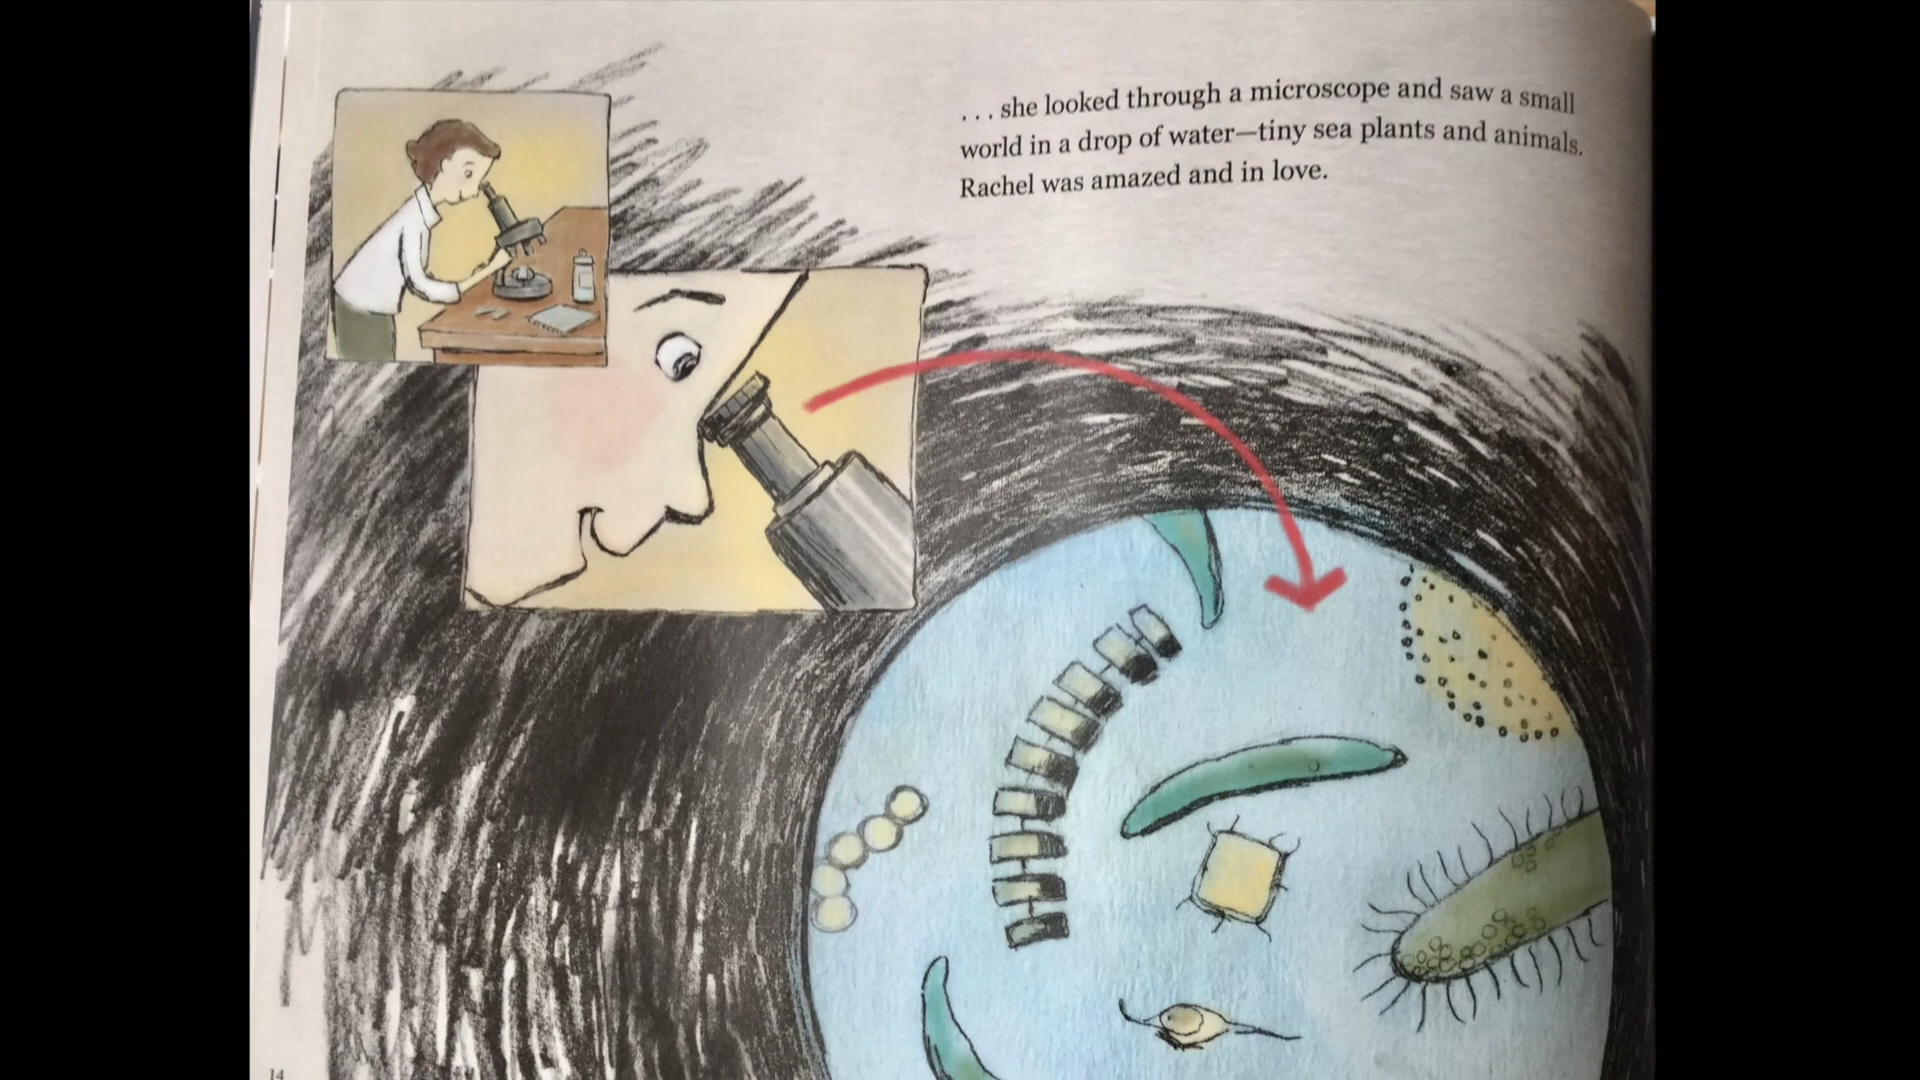 . . . she looked through a microscope and saw a small
world in a drop of water—tiny sea plants and animals.
Rachel was amazed and in love.
14